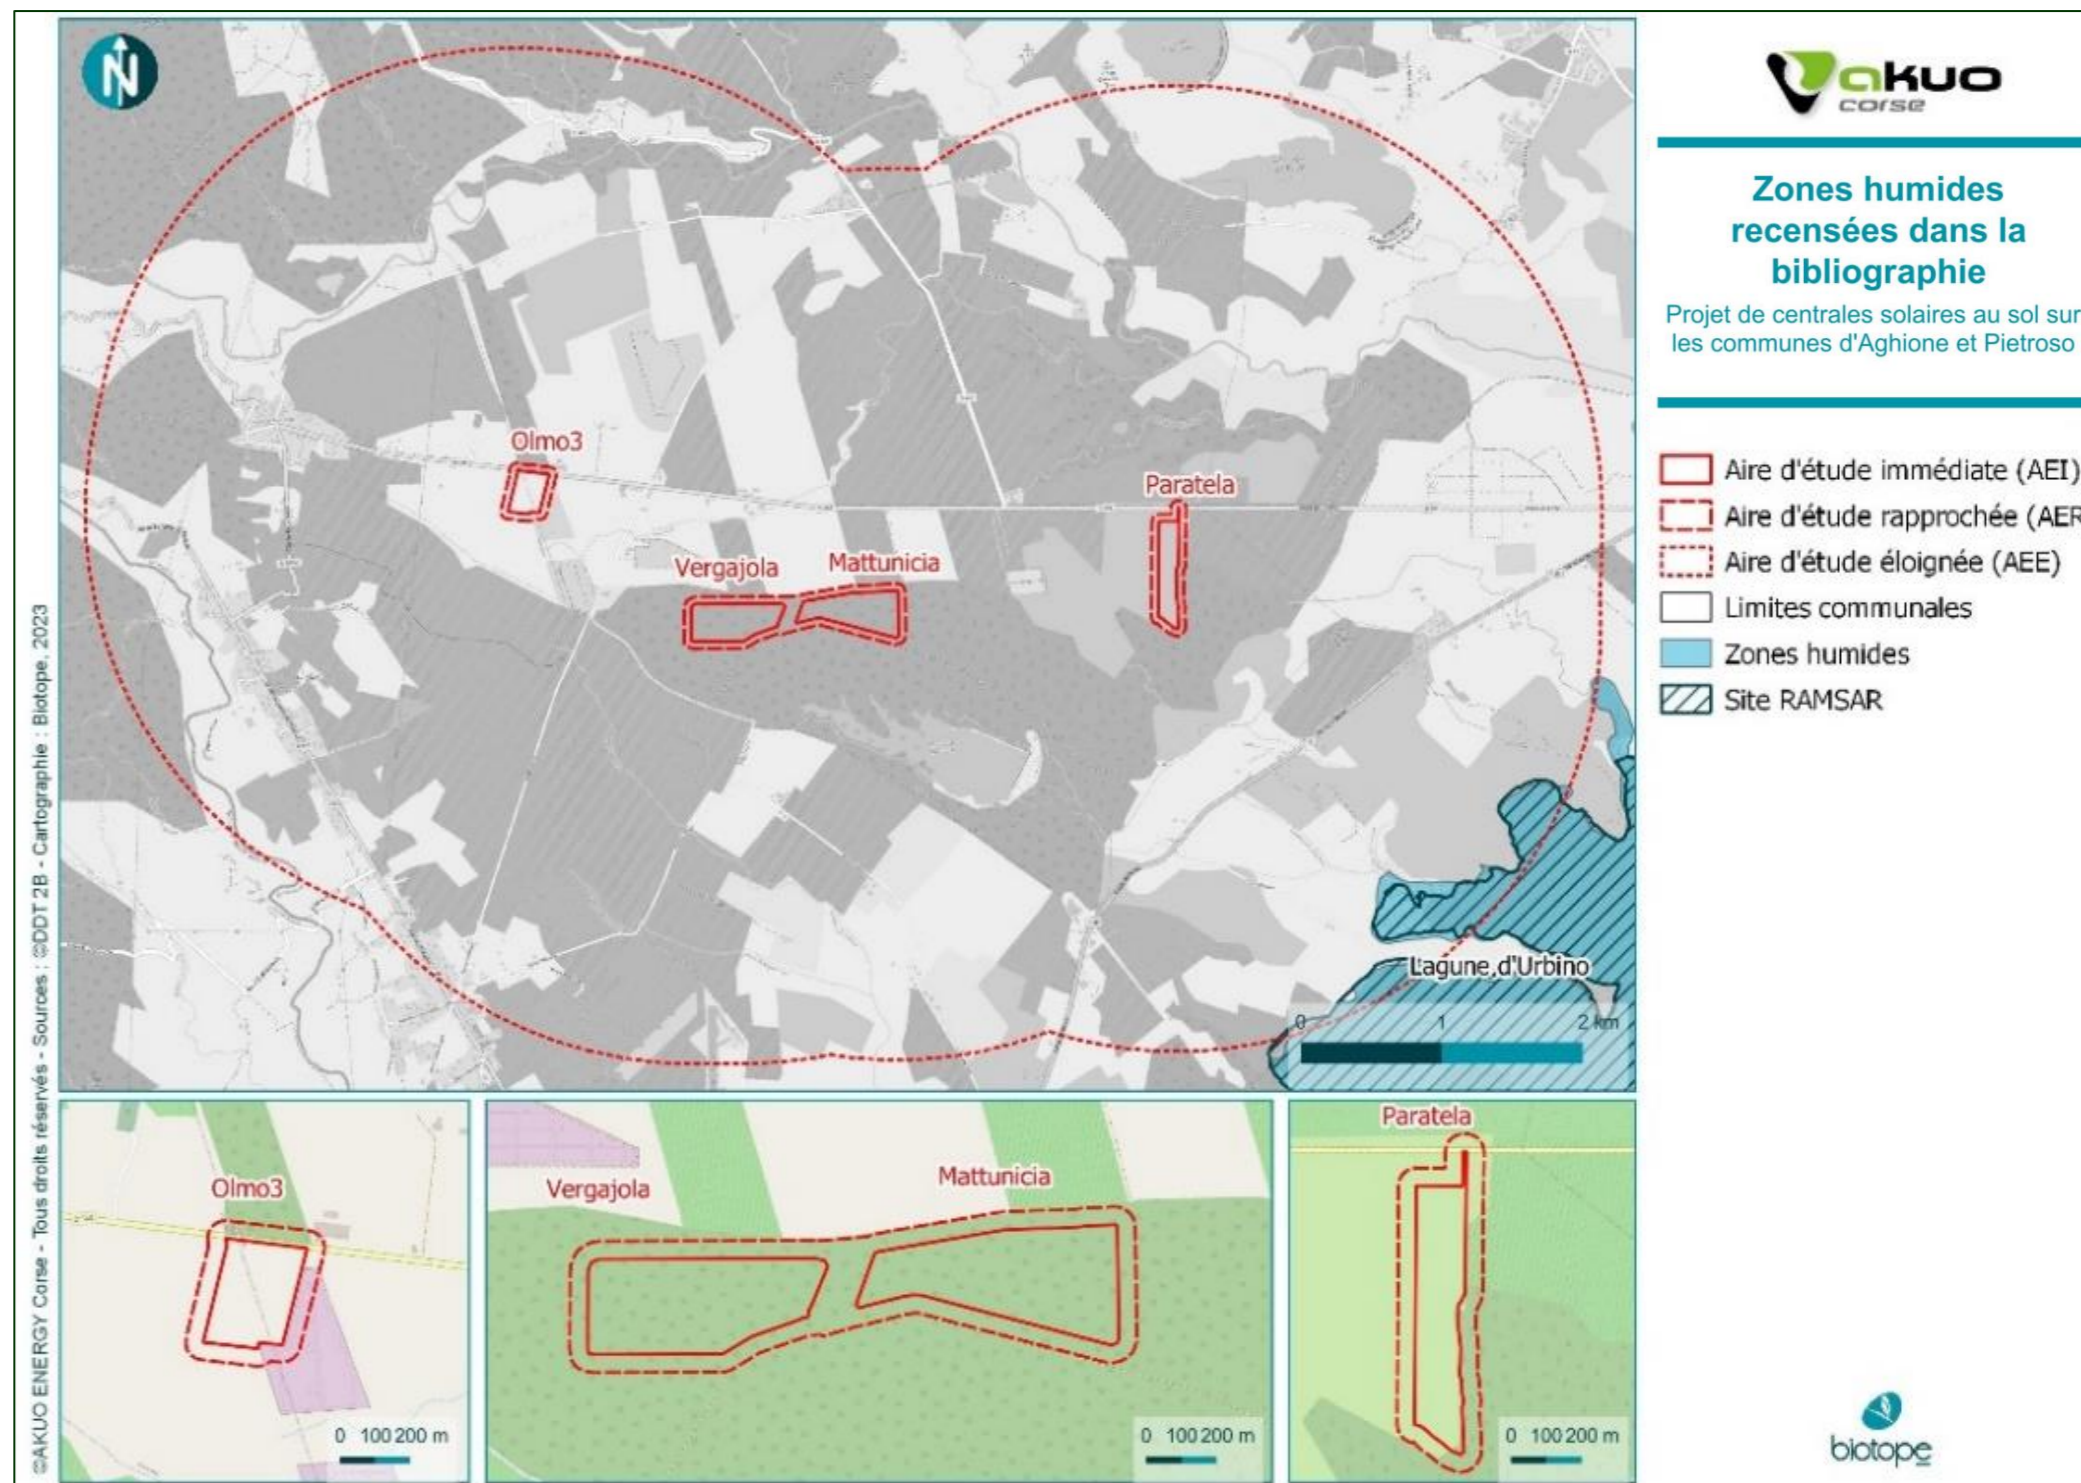 akuo
corse
Zones humides
recensées dans la
bibliographie
Projet de centrales solaires au sol sur
les communes d'Aghione et Pietroso
Aire d'étude immédiate (AEI)
Aire d'étude rapprochée (AER
Aire d'étude éloignée (AEE)
Limites communales
Zones humides
Site RAMSAR
N
Olmo3
Paratela
Vergajola
Mattunicia
Lagune d'Urbino
0 1 2 km
Olmo3
0 100 200 m
Vergajola
Mattunicia
0 100 200 m
Paratela
0 100 200 m
©AKUO ENERGY Corse - Tous droits réservés - Sources : ©DDT 2B - Cartographie : Biotope, 2023
biotope